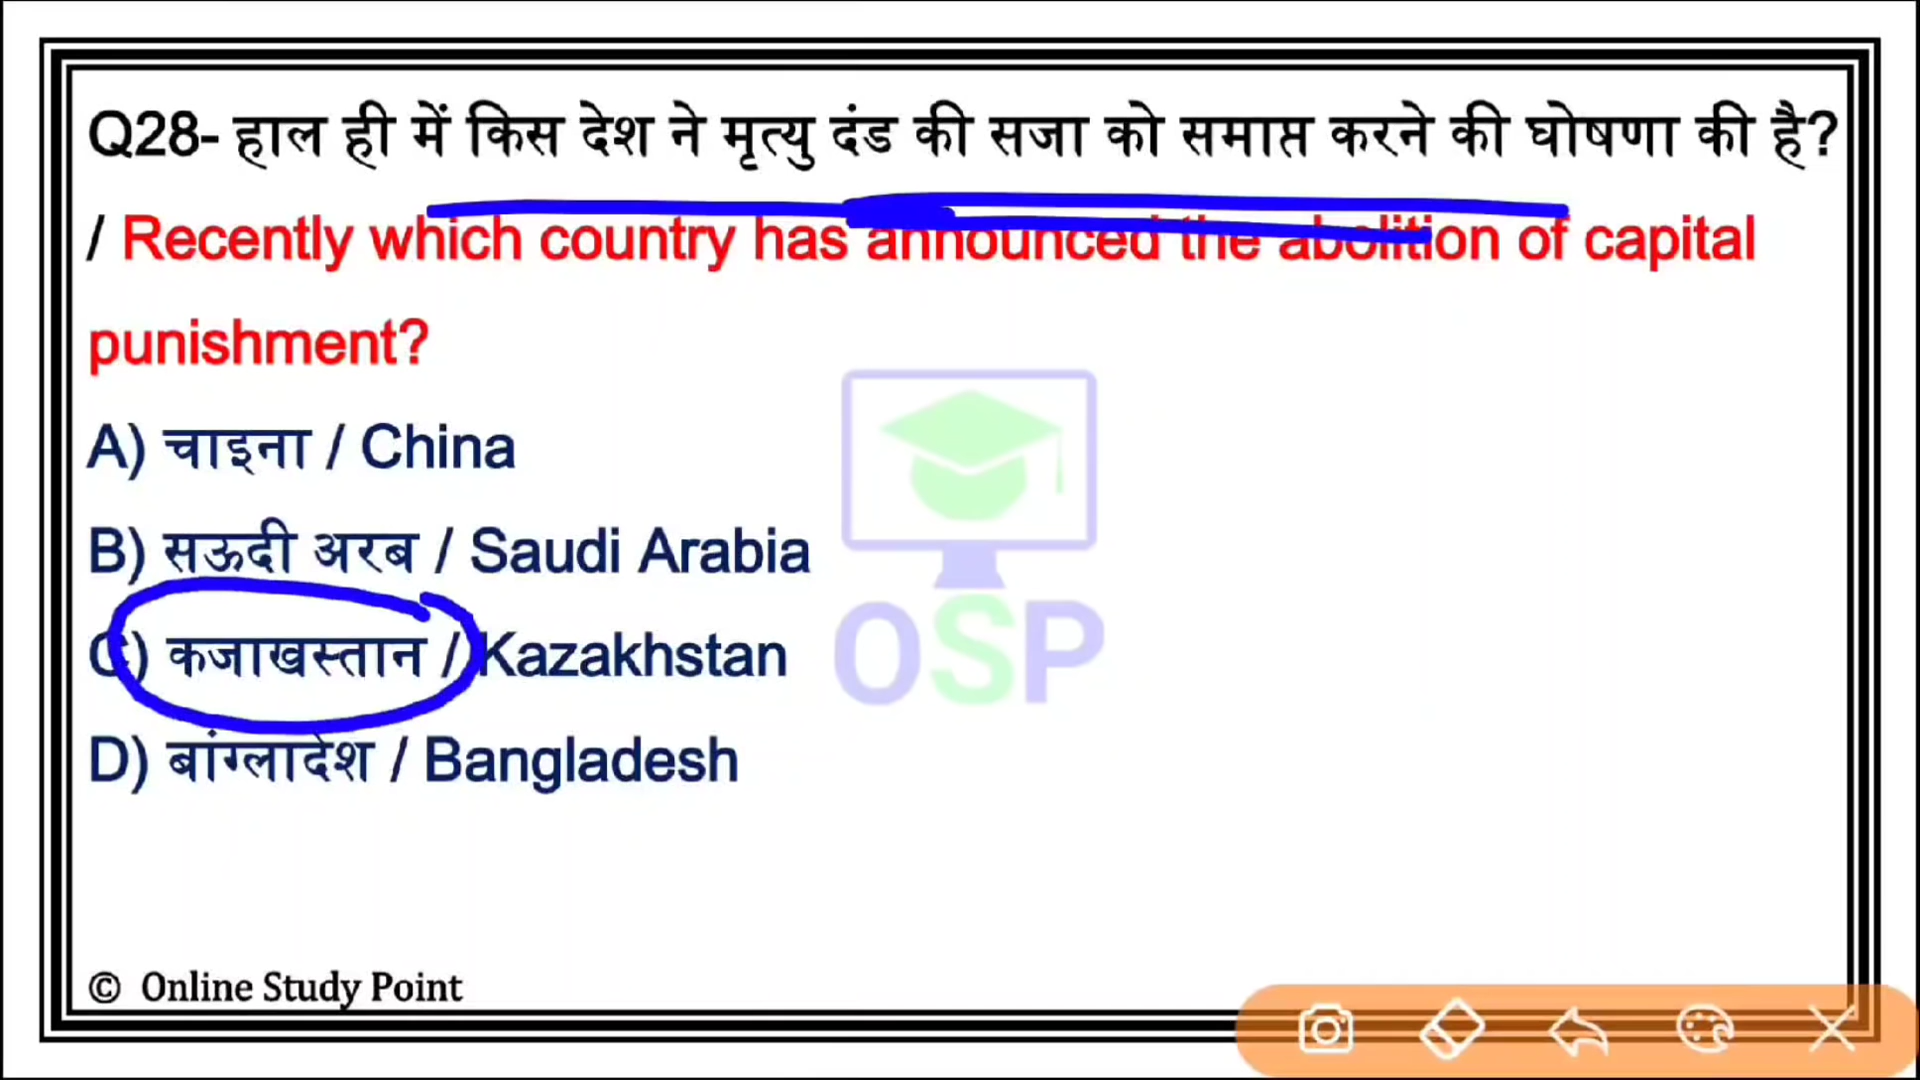 Q28- हाल ही में किस देश ने मृत्यु दंड की सजा को समाप्त करने की घोषणा की है?
/ Recently which country has announced the abolition of capital
punishment?
A) चाइना / China
B) सऊदी अरब / Saudi Arabia
C) कजाखस्तान / Kazakhstan
D) बांग्लादेश / Bangladesh
OSP
© Online Study Point